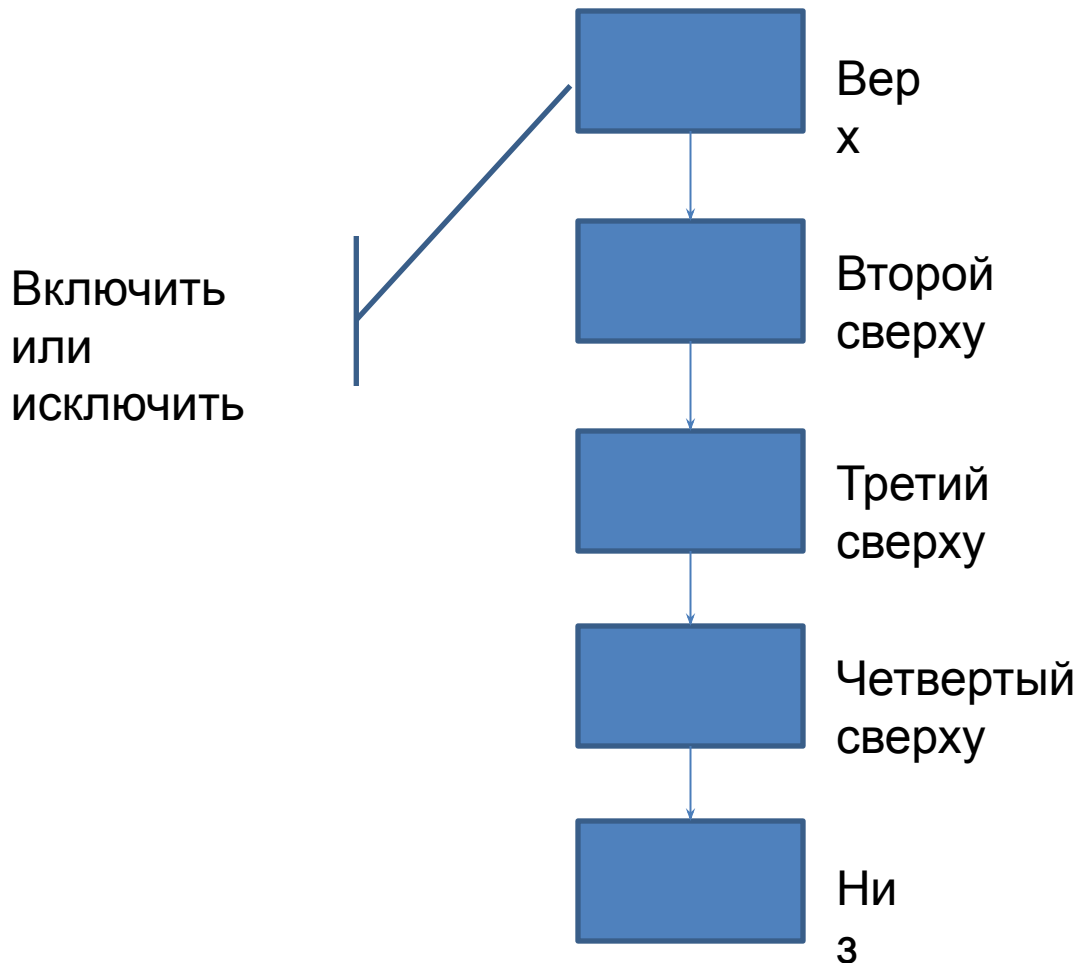 Вер
х
Второй
сверху
Включить
или
исключить
Третий
сверху
Четвертый
сверху
Ни
з